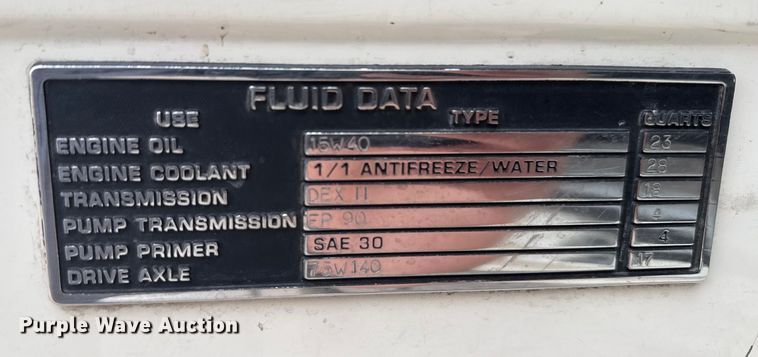 FLUID DATA
USE TYPE QUARTS
ENGINE OIL 15W40 23
ENGINE COOLANT 1/1 ANTIFREEZE/WATER 28
TRANSMISSION DEX II 18
PUMP TRANSMISSION EP 90 4
PUMP PRIMER SAE 30 4
DRIVE AXLE 75W140 17
Purple Wave Auction